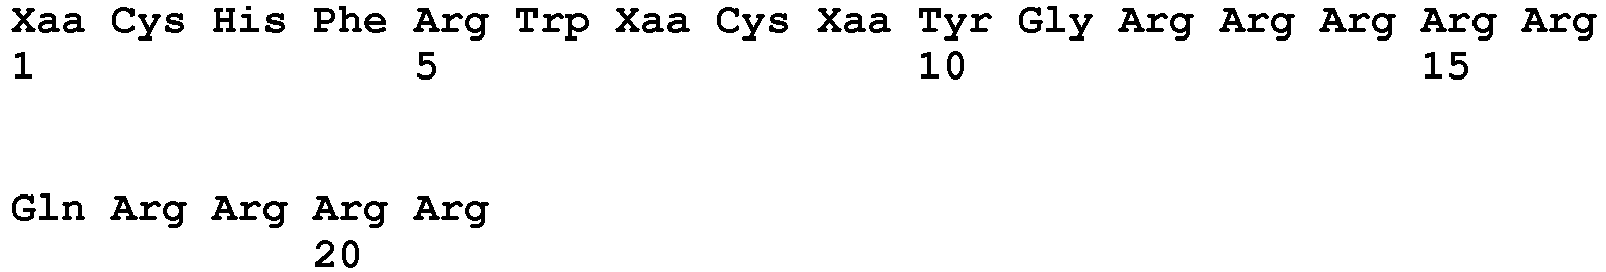 Xaa Cys His Phe Arg Trp Xaa Cys Xaa Tyr Gly Arg Arg Arg Arg Arg
1 5 10 15
Gln Arg Arg Arg Arg
20